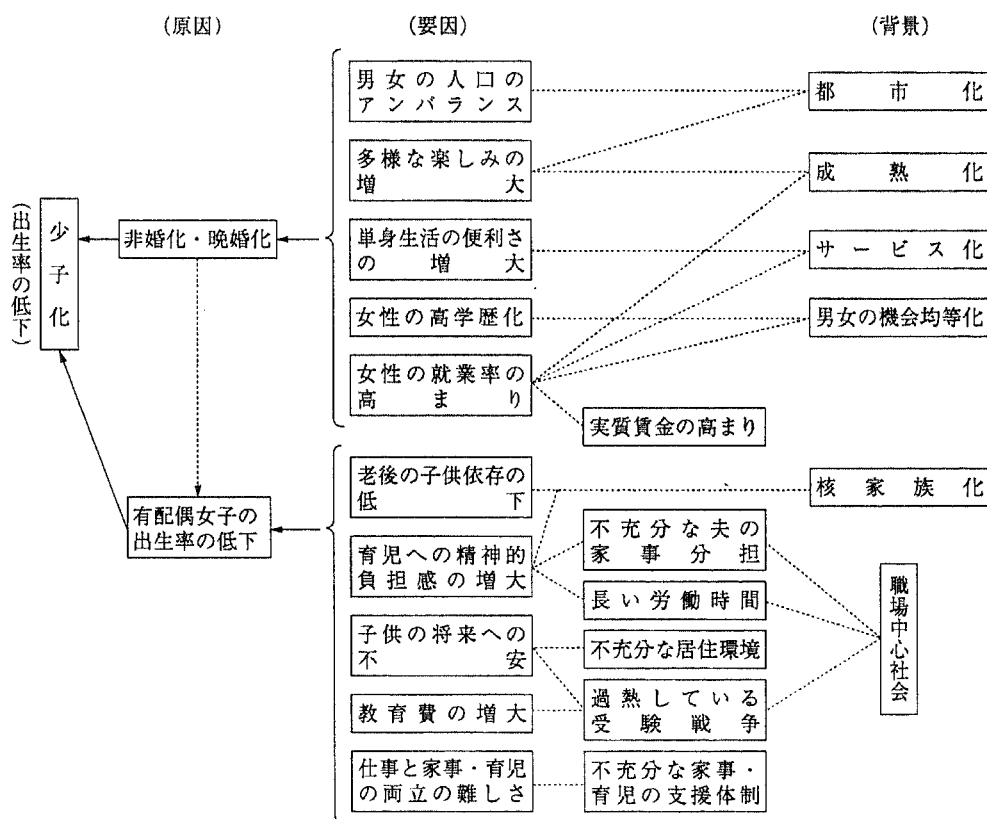 (原因)
(要因)
(背景)
少子化
(出生率の低下)
非婚化・晩婚化
有配偶女子の
出生率の低下
男女の人口の
アンバランス
多様な楽しみの
増大
単身生活の便利さ
の増大
女性の高学歴化
女性の就業率の
高まり
老後の子供依存の
低下
育児への精神的
負担感の増大
子供の将来への
不安
教育費の増大
仕事と家事・育児
の両立の難しさ
実質賃金の高まり
不充分な夫の
家事分担
長い労働時間
不充分な居住環境
過熱している
受験戦争
不充分な家事・
育児の支援体制
都市化
成熟化
サービス化
男女の機会均等化
核家族化
職場中心社会